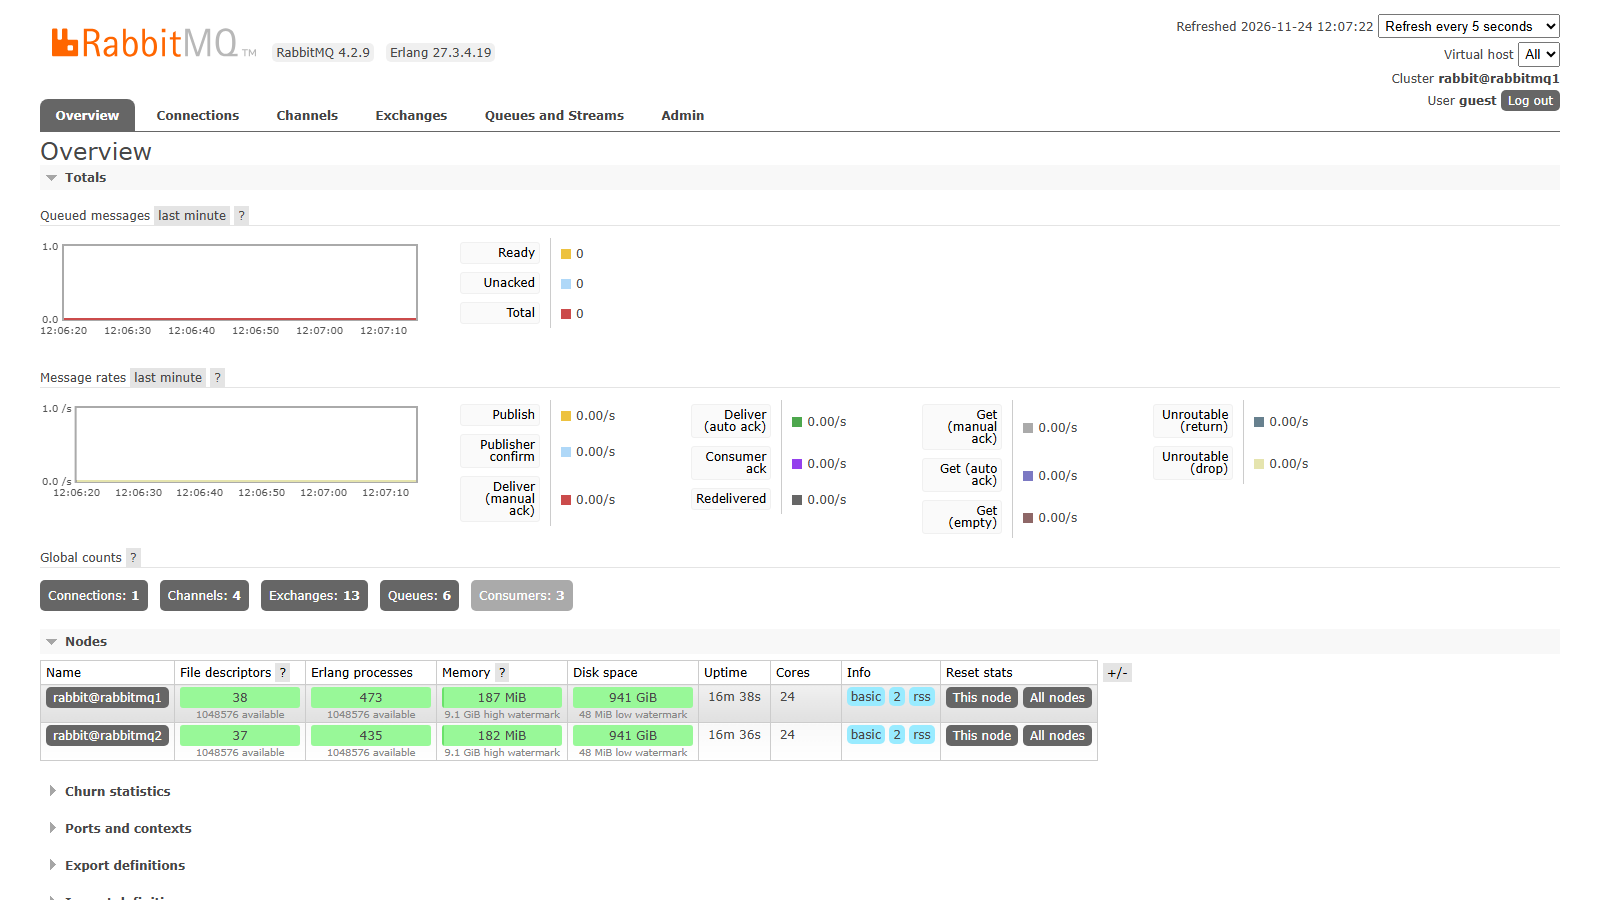 RabbitMQ TM
RabbitMQ 4.2.9
Erlang 27.3.4.19
Refreshed 2026-11-24 12:07:22
Refresh every 5 seconds
Virtual host All
Cluster rabbit@rabbitmq1
User guest Log out
Overview
Connections
Channels
Exchanges
Queues and Streams
Admin
Overview
Totals
Queued messages last minute ?
1.0
0.0
12:06:20 12:06:30 12:06:40 12:06:50 12:07:00 12:07:10
Ready 0
Unacked 0
Total 0
Message rates last minute ?
1.0 /s
0.0 /s
12:06:20 12:06:30 12:06:40 12:06:50 12:07:00 12:07:10
Publish 0.00/s
Publisher
confirm 0.00/s
Deliver
(manual
ack) 0.00/s
Deliver
(auto ack) 0.00/s
Consumer
ack 0.00/s
Redelivered 0.00/s
Get
(manual
ack) 0.00/s
Get (auto
ack) 0.00/s
Get
(empty) 0.00/s
Unroutable
(return) 0.00/s
Unroutable
(drop) 0.00/s
Global counts ?
Connections: 1
Channels: 4
Exchanges: 13
Queues: 6
Consumers: 3
Nodes
Name File descriptors ? Erlang processes Memory ? Disk space Uptime Cores Info Reset stats +/-
rabbit@rabbitmq1 38 473 187 MiB 941 GiB 16m 38s 24 basic 2 rss This node All nodes
1048576 available 1048576 available 9.1 GiB high watermark 48 MiB low watermark
rabbit@rabbitmq2 37 435 182 MiB 941 GiB 16m 36s 24 basic 2 rss This node All nodes
1048576 available 1048576 available 9.1 GiB high watermark 48 MiB low watermark
Churn statistics
Ports and contexts
Export definitions